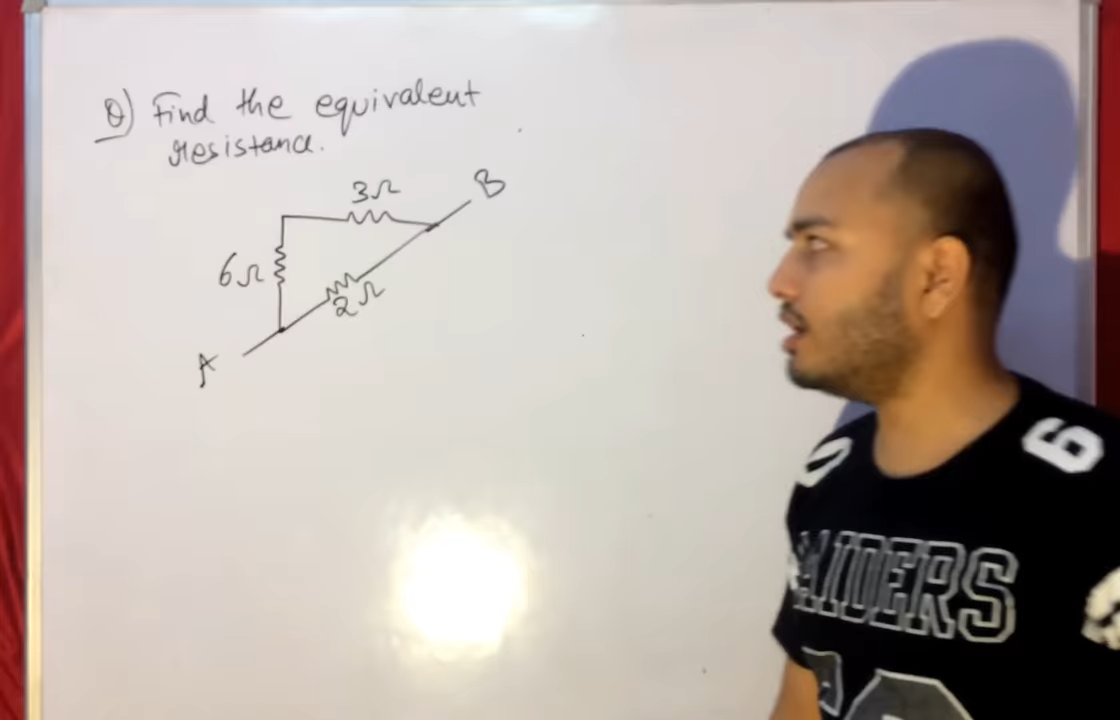 Q) Find the equivalent
resistance.
3Ω
B
6Ω
2Ω
A
6
RAIDERS